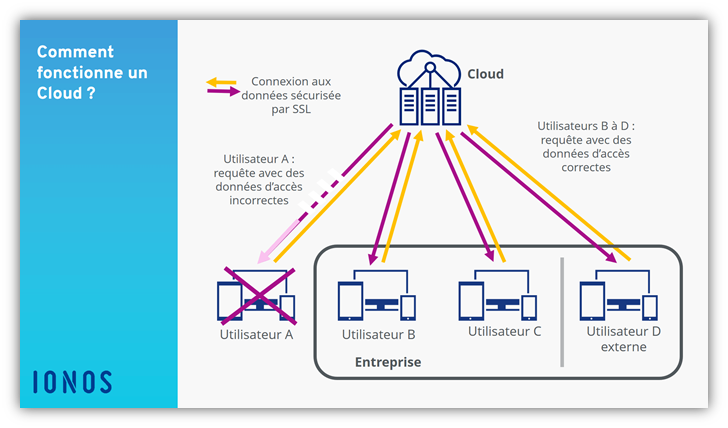 Comment
fonctionne un
Cloud ?
Connexion aux
données sécurisée
par SSL
Cloud
Utilisateurs B à D :
requête avec des
données d’accès
correctes
Utilisateur A :
requête avec des
données d’accès
incorrectes
Utilisateur A
Utilisateur B
Utilisateur C
Utilisateur D
externe
Entreprise
IONOS